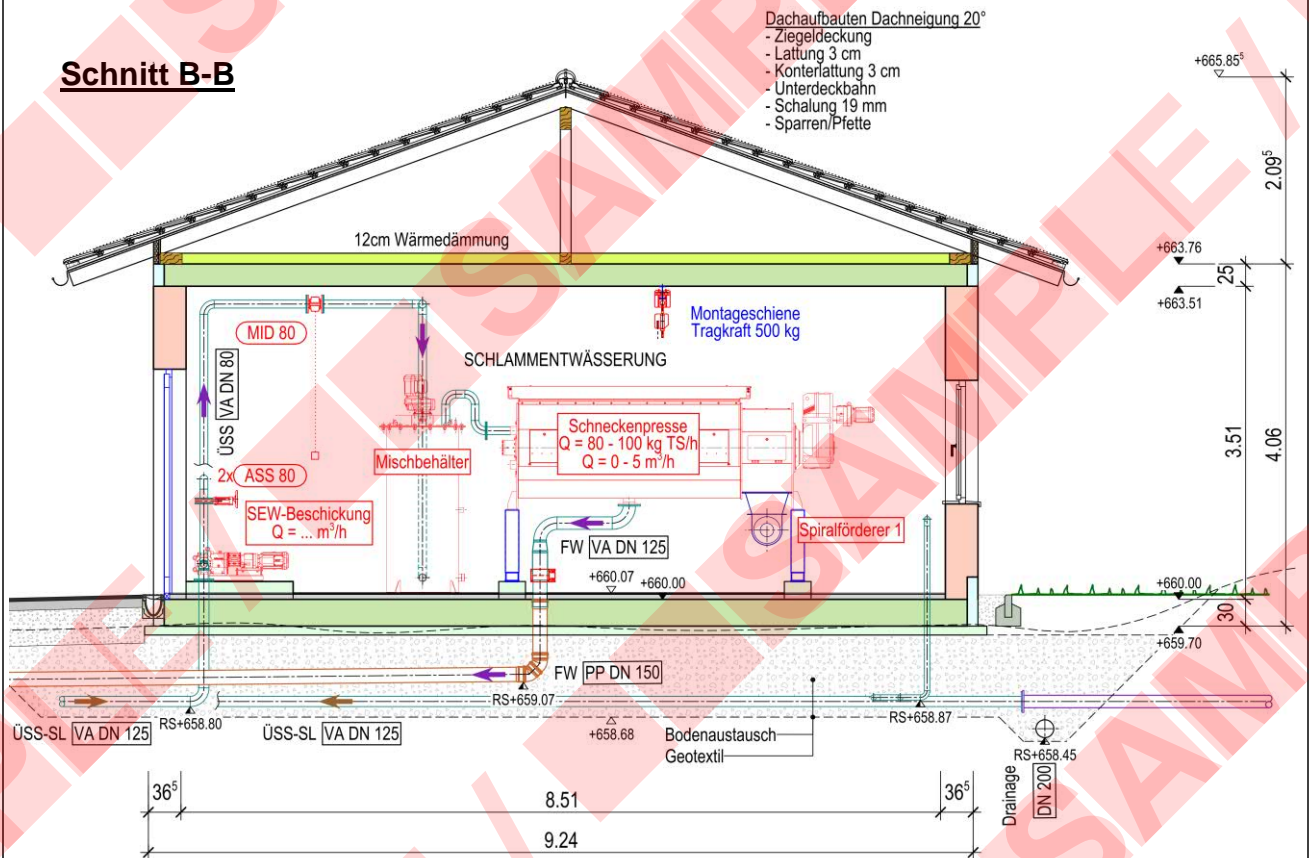 Schnitt B-B
Dachaufbauten Dachneigung 20°
- Ziegeldeckung
- Lattung 3 cm
- Konterlattung 3 cm
- Unterdeckbahn
- Schalung 19 mm
- Sparren/Pfette
+665.85⁵
2.09⁵
12cm Wärmedämmung
+663.76
25
+663.51
MID 80
Montageschiene
Tragkraft 500 kg
SCHLAMMENTWÄSSERUNG
ÜSS VA DN 80
Schneckenpresse
Q = 80 - 100 kg TS/h
Q = 0 - 5 m³/h
Mischbehälter
3.51
4.06
2x ASS 80
SEW-Beschickung
Q = ... m³/h
Spiralförderer 1
FW VA DN 125
+660.07
+660.00
+660.00
30
+659.70
FW PP DN 150
RS+659.07
RS+658.80
RS+658.87
ÜSS-SL VA DN 125
ÜSS-SL VA DN 125
+658.68
Bodenaustausch
Geotextil
RS+658.45
Drainage DN 200
36⁵
8.51
36⁵
9.24
SAMPLE /
SAMPLE /
SAMPLE /
SAMPLE